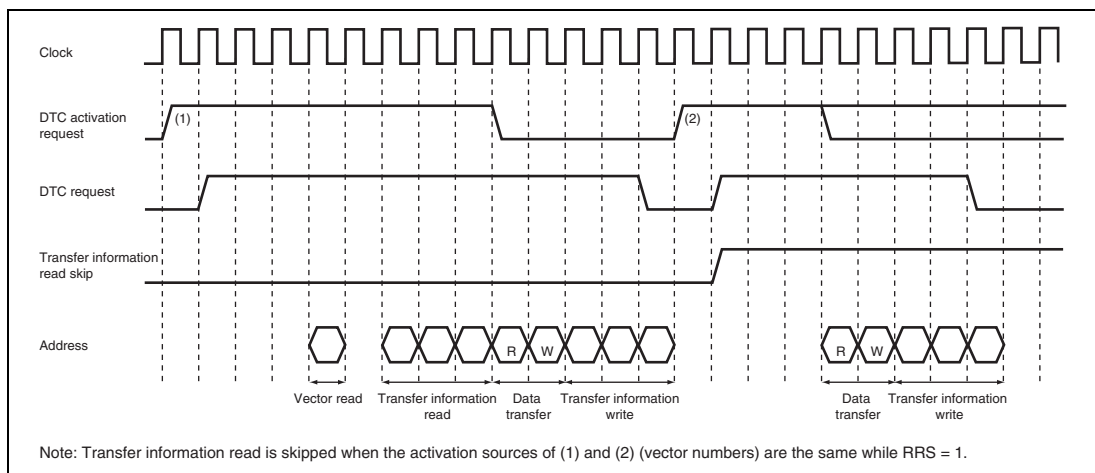 Clock
DTC activation
request
(1)
(2)
DTC request
Transfer information
read skip
Address
R
W
R
W
Vector read
Transfer information
read
Data
transfer
Transfer information
write
Data
transfer
Transfer information
write
Note: Transfer information read is skipped when the activation sources of (1) and (2) (vector numbers) are the same while RRS = 1.